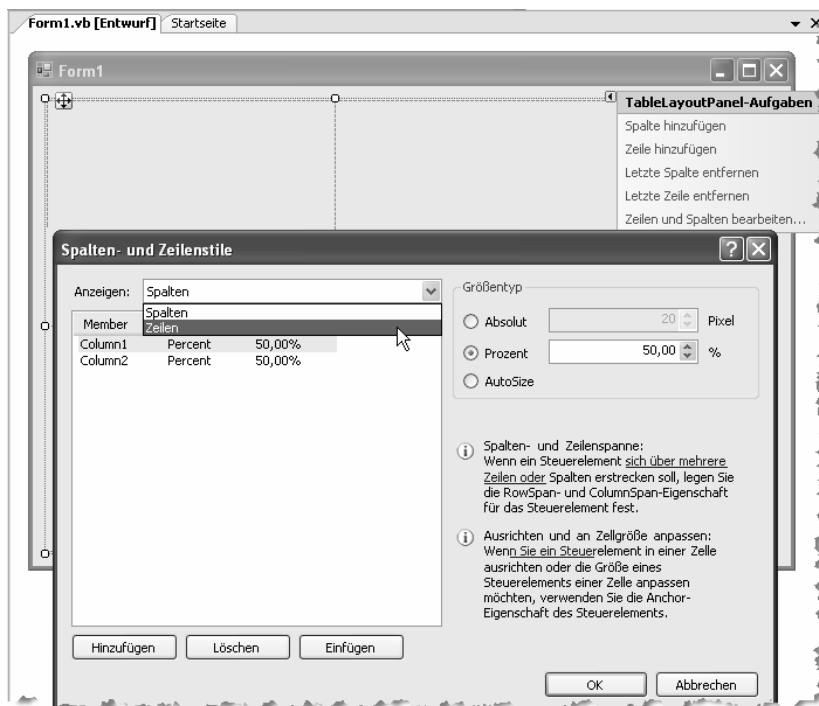 Form1.vb [Entwurf] Startseite
Form1
TableLayoutPanel-Aufgaben
Spalte hinzufügen
Zeile hinzufügen
Letzte Spalte entfernen
Letzte Zeile entfernen
Zeilen und Spalten bearbeiten...
Spalten- und Zeilenstile
Anzeigen: Spalten
Spalten
Zeilen
Member
Column1 Percent 50,00%
Column2 Percent 50,00%
Größentyp
Absolut 20 Pixel
Prozent 50,00 %
AutoSize
Spalten- und Zeilenspanne:
Wenn ein Steuerelement sich über mehrere
Zeilen oder Spalten erstrecken soll, legen Sie
die RowSpan- und ColumnSpan-Eigenschaft
für das Steuerelement fest.
Ausrichten und an Zellgröße anpassen:
Wenn Sie ein Steuerelement in einer Zelle
ausrichten oder die Größe eines
Steuerelements einer Zelle anpassen
möchten, verwenden Sie die Anchor-
Eigenschaft des Steuerelements.
Hinzufügen Löschen Einfügen
OK Abbrechen